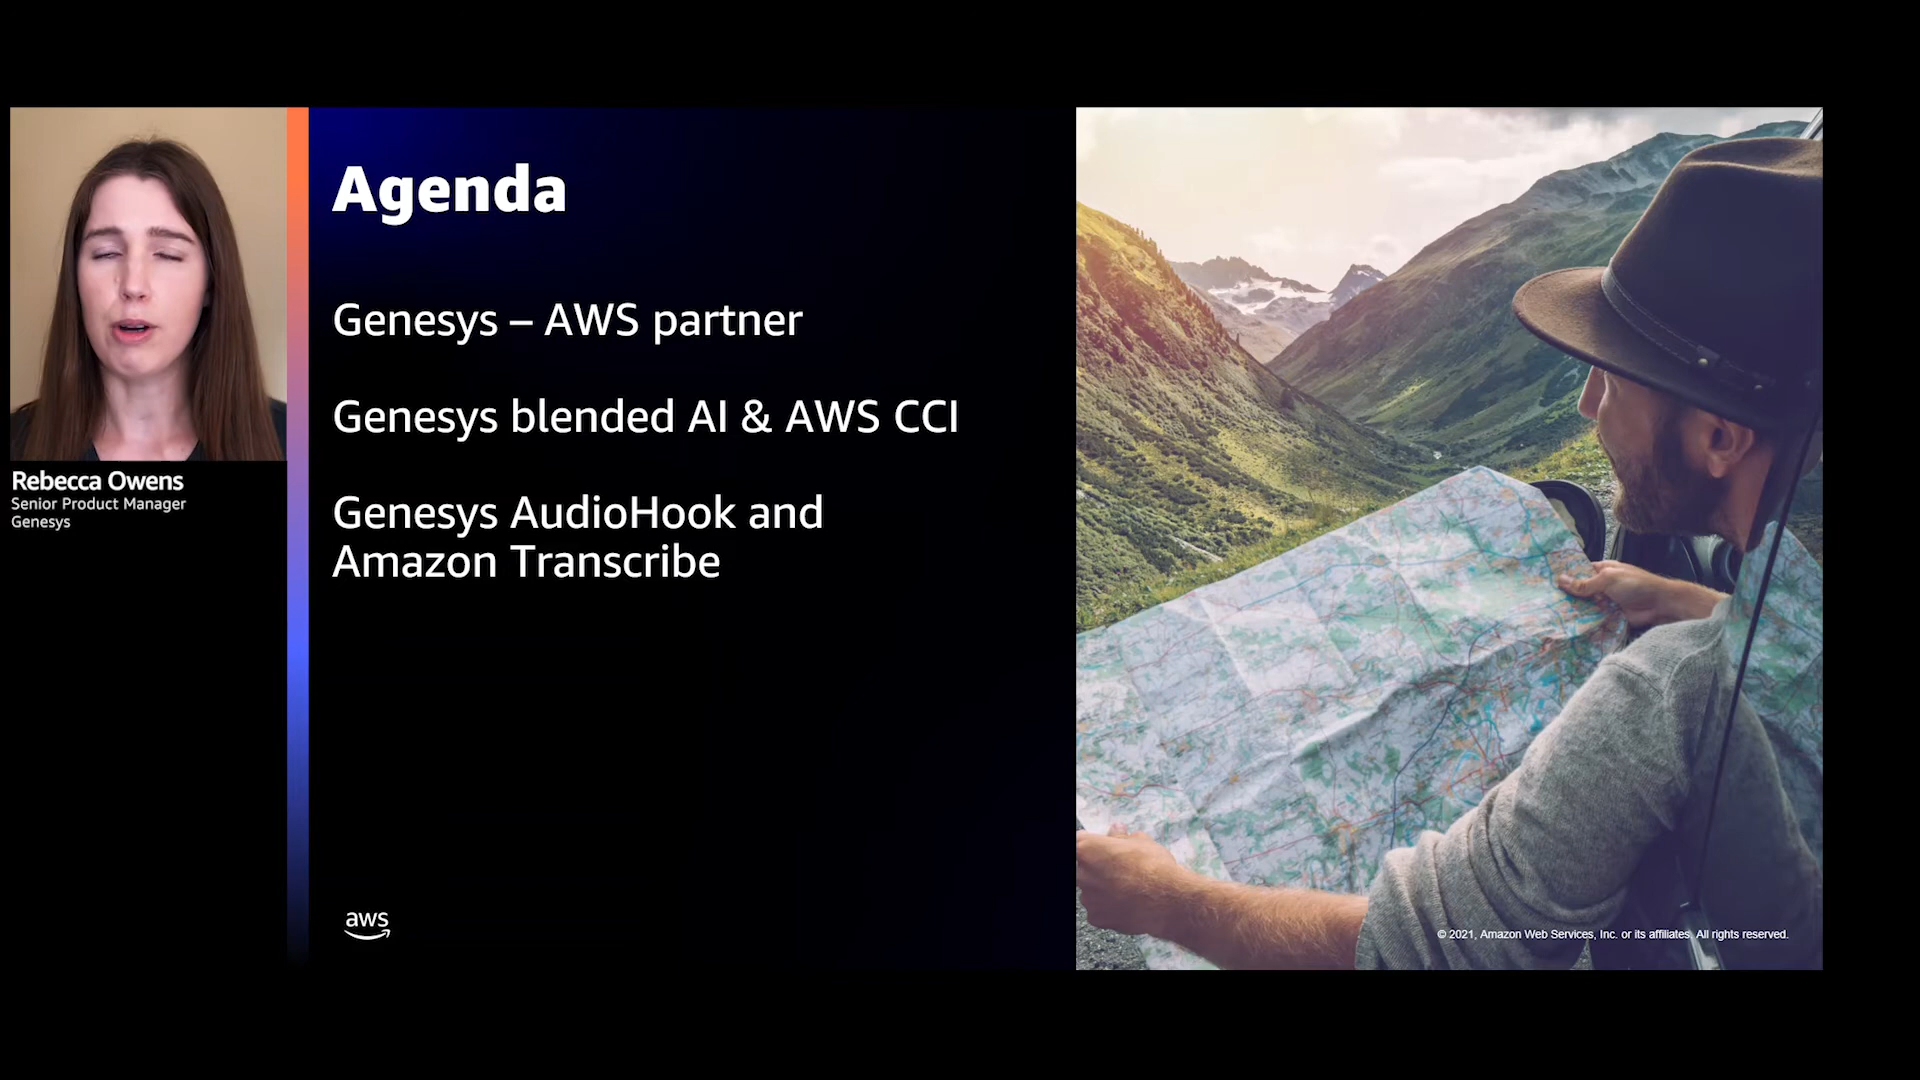 Agenda
Genesys – AWS partner
Genesys blended AI & AWS CCI
Genesys AudioHook and
Amazon Transcribe
Rebecca Owens
Senior Product Manager
Genesys
aws
© 2021, Amazon Web Services, Inc. or its affiliates. All rights reserved.